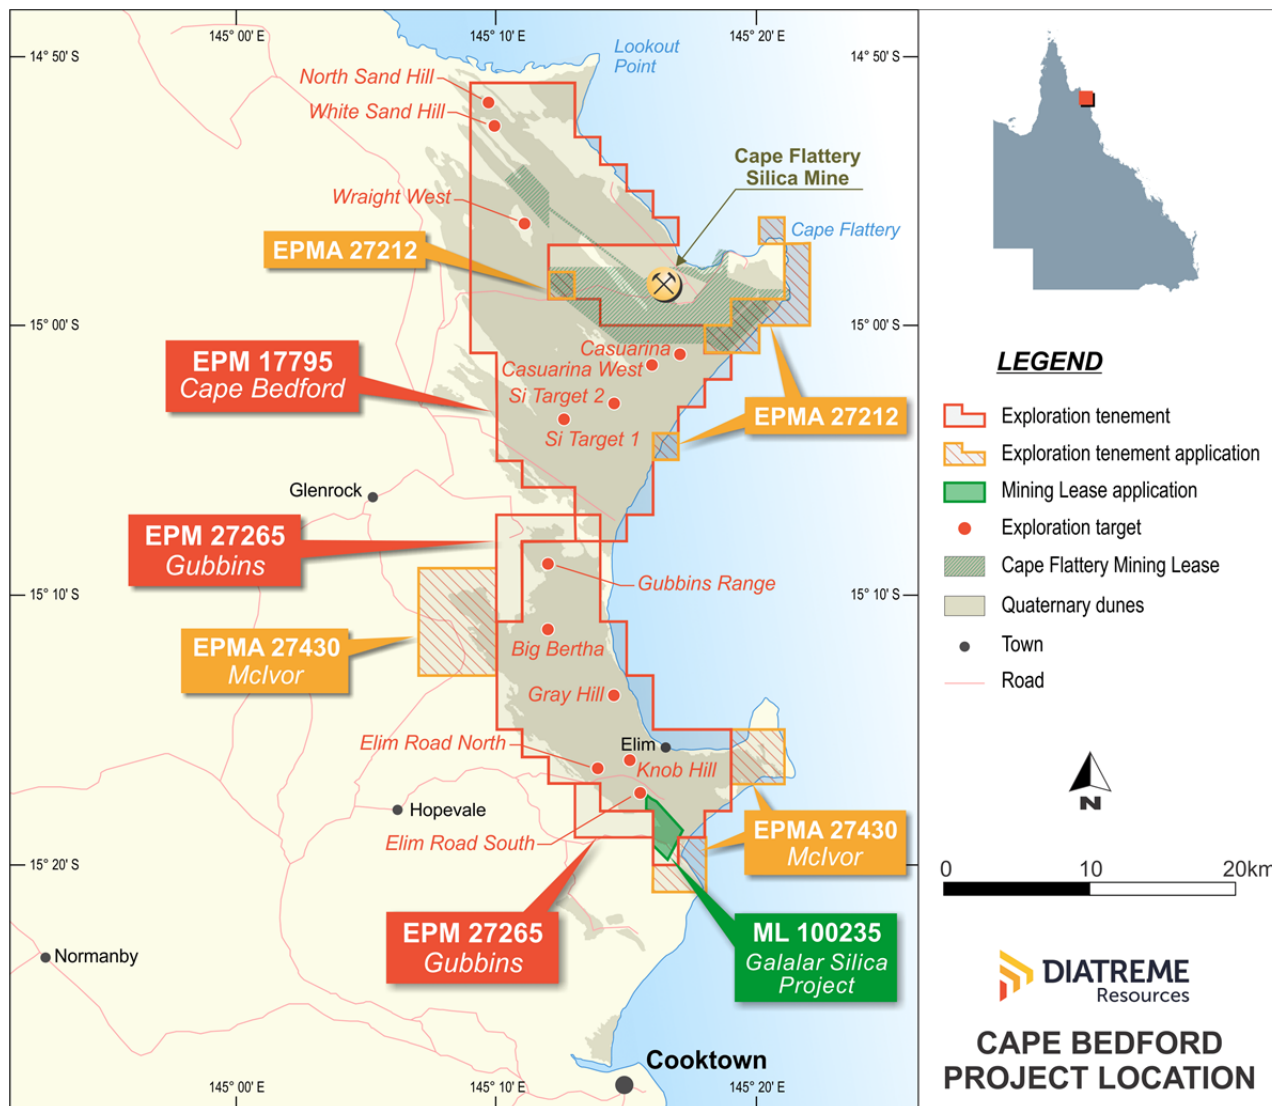 145° 00' E
145° 10' E
145° 20' E
14° 50' S
14° 50' S
Lookout
Point
North Sand Hill
White Sand Hill
Cape Flattery
Silica Mine
Wraight West
Cape Flattery
EPMA 27212
15° 00' S
15° 00' S
EPM 17795
Cape Bedford
Casuarina
Casuarina West
Si Target 2
Si Target 1
EPMA 27212
Glenrock
EPM 27265
Gubbins
Gubbins Range
15° 10' S
15° 10' S
EPMA 27430
McIvor
Big Bertha
Gray Hill
Elim Road North
Elim
Knob Hill
Hopevale
Elim Road South
EPMA 27430
McIvor
15° 20' S
15° 20' S
EPM 27265
Gubbins
ML 100235
Galalar Silica
Project
Normanby
Cooktown
145° 00' E
145° 10' E
145° 20' E
LEGEND
Exploration tenement
Exploration tenement application
Mining Lease application
Exploration target
Cape Flattery Mining Lease
Quaternary dunes
Town
Road
N
0 10 20km
DIATREME
Resources
CAPE BEDFORD
PROJECT LOCATION